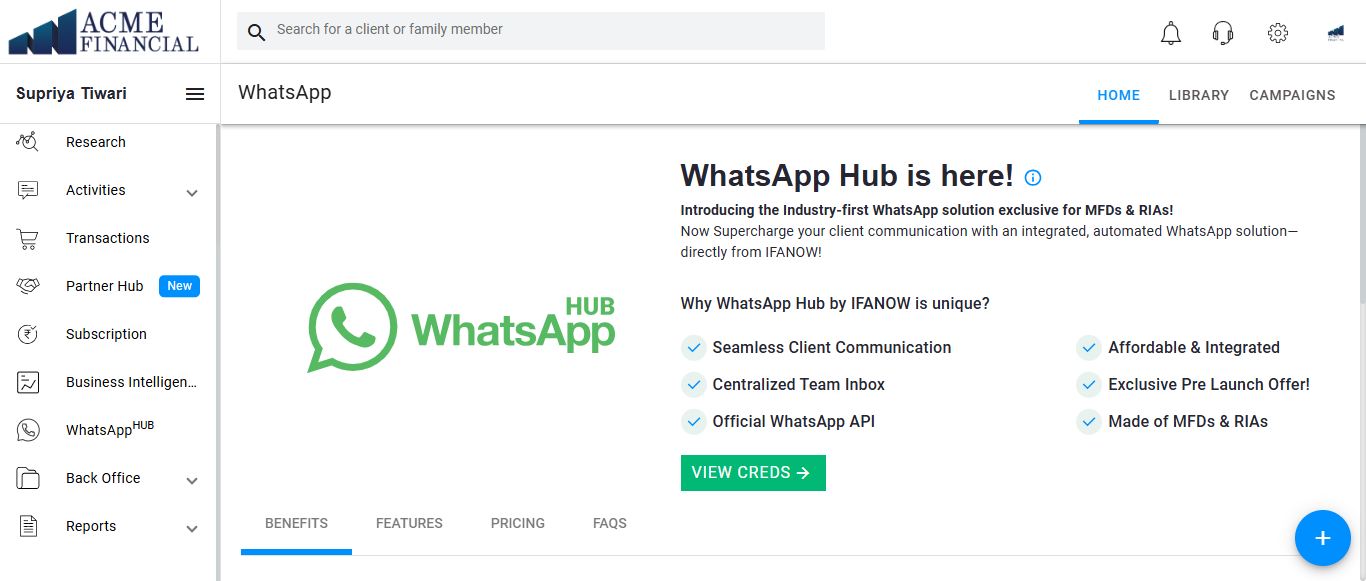 ACME
FINANCIAL
Search for a client or family member
Supriya Tiwari
WhatsApp
HOME
LIBRARY
CAMPAIGNS
Research
Activities
Transactions
Partner Hub New
Subscription
Business Intelligen...
WhatsAppHUB
Back Office
Reports
WhatsApp HUB
WhatsApp Hub is here!
Introducing the Industry-first WhatsApp solution exclusive for MFDs & RIAs!
Now Supercharge your client communication with an integrated, automated WhatsApp solution—
directly from IFANOW!
Why WhatsApp Hub by IFANOW is unique?
Seamless Client Communication
Affordable & Integrated
Centralized Team Inbox
Exclusive Pre Launch Offer!
Official WhatsApp API
Made of MFDs & RIAs
VIEW CREDS →
BENEFITS
FEATURES
PRICING
FAQS